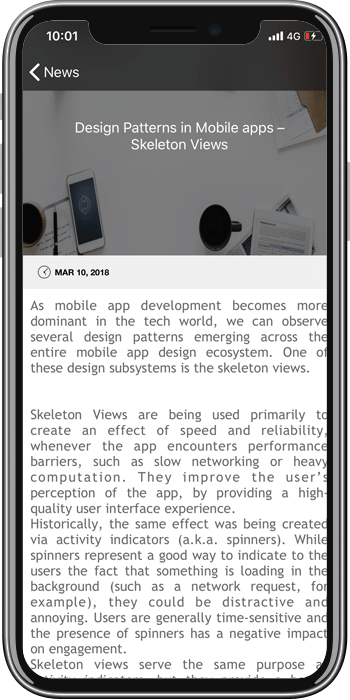 10:01
4G
News
Design Patterns in Mobile apps –
Skeleton Views
MAR 10, 2018
As mobile app development becomes more
dominant in the tech world, we can observe
several design patterns emerging across the
entire mobile app design ecosystem. One of
these design subsystems is the skeleton views.
Skeleton Views are being used primarily to
create an effect of speed and reliability,
whenever the app encounters performance
barriers, such as slow networking or heavy
computation. They improve the user's
perception of the app, by providing a high-
quality user interface experience.
Historically, the same effect was being created
via activity indicators (a.k.a. spinners). While
spinners represent a good way to indicate to the
users the fact that something is loading in the
background (such as a network request, for
example), they could be distractive and
annoying. Users are generally time-sensitive and
the presence of spinners has a negative impact
on engagement.
Skeleton views serve the same purpose a